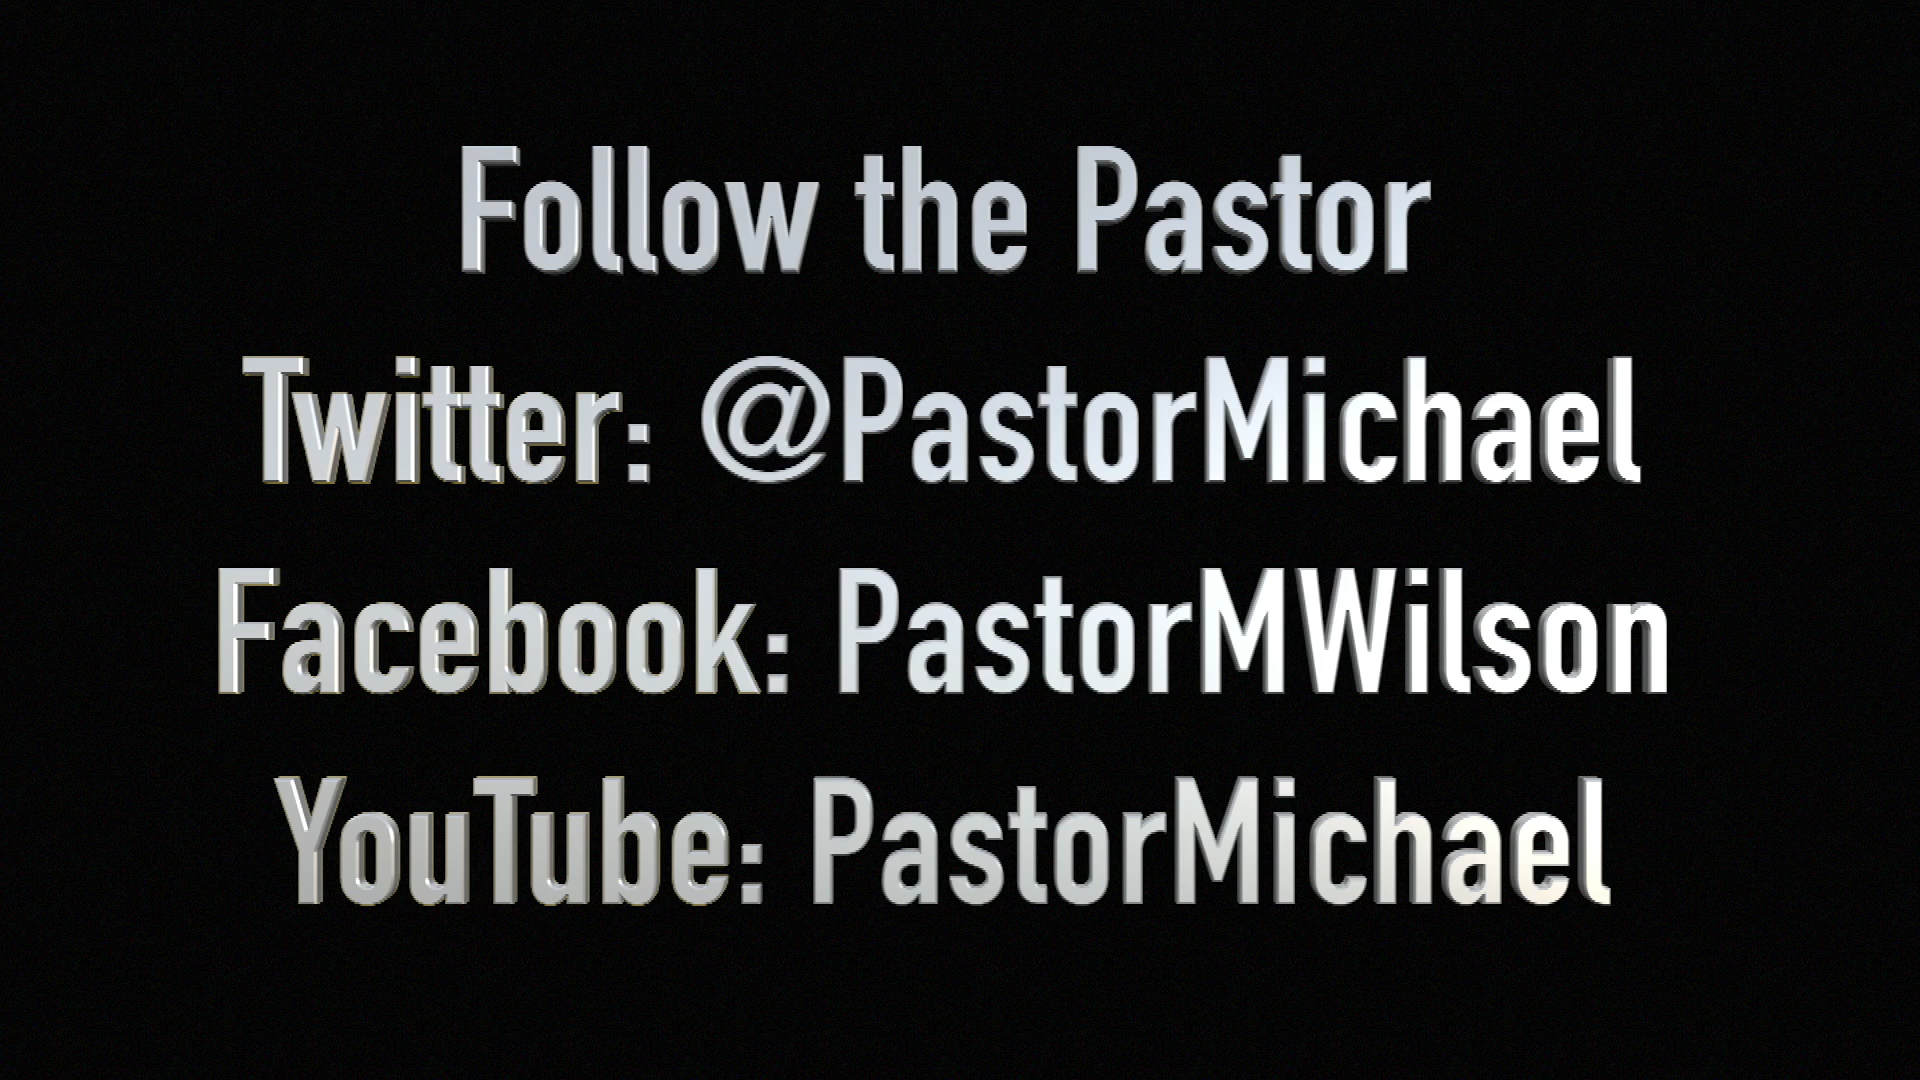 Follow the Pastor
Twitter: @PastorMichael
Facebook: PastorMWilson
YouTube: PastorMichael